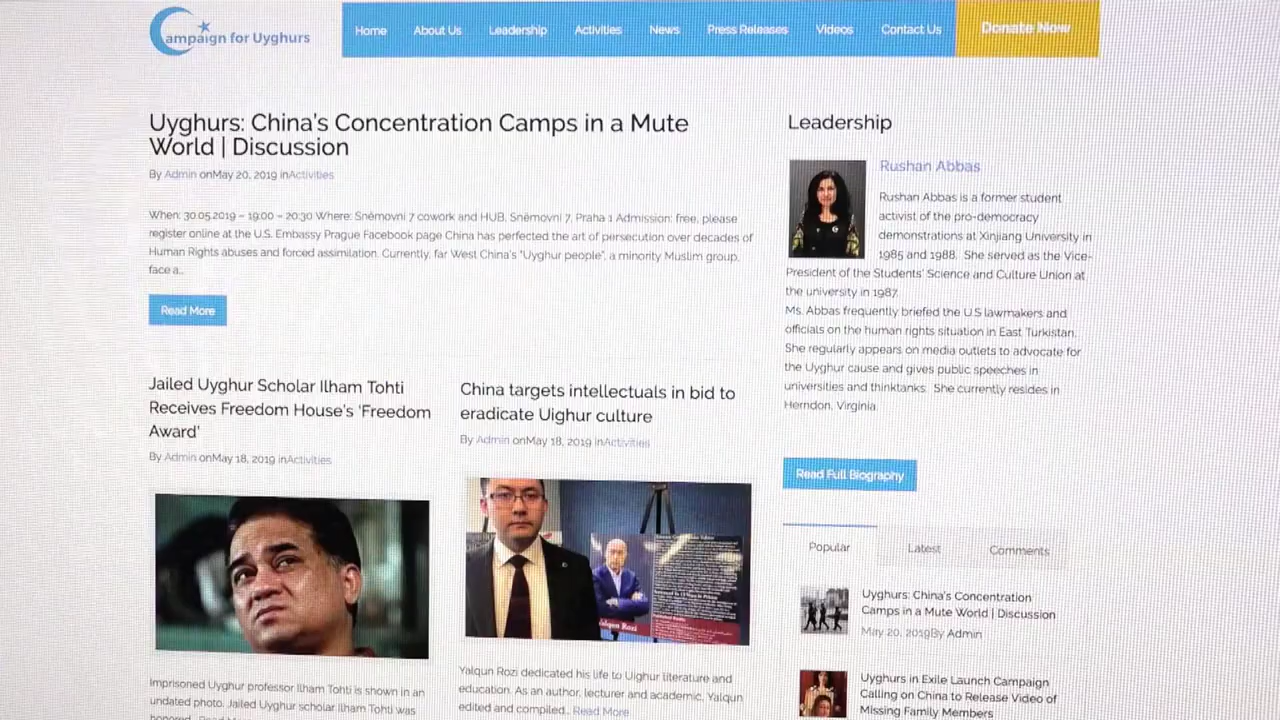 Campaign for Uyghurs
Home About Us Leadership Activities News Press Releases Videos Contact Us Donate Now
Uyghurs: China's Concentration Camps in a Mute
World | Discussion
By Admin onMay 20, 2019 inActivities
When: 30.05.2019 – 19:00 – 20:30 Where: Sněmovní 7 cowork and HUB, Sněmovní 7, Praha 1 Admission: free, please
register online at the U.S. Embassy Prague Facebook page China has perfected the art of persecution over decades of
Human Rights abuses and forced assimilation. Currently, far West China's "Uyghur people", a minority Muslim group,
face a...
Read More
Jailed Uyghur Scholar Ilham Tohti
Receives Freedom House's 'Freedom
Award'
By Admin onMay 18, 2019 inActivities
Imprisoned Uyghur professor Ilham Tohti is shown in an
undated photo. Jailed Uyghur scholar Ilham Tohti was
honored... Read More
China targets intellectuals in bid to
eradicate Uighur culture
By Admin onMay 18, 2019 inActivities
Yalqun Rozi
Yalqun Rozi dedicated his life to Uighur literature and
education. As an author, lecturer and academic, Yalqun
edited and compiled... Read More
Leadership
Rushan Abbas
Rushan Abbas is a former student
activist of the pro-democracy
demonstrations at Xinjiang University in
1985 and 1988. She served as the Vice-
President of the Students' Science and Culture Union at
the university in 1987.
Ms. Abbas frequently briefed the U.S lawmakers and
officials on the human rights situation in East Turkistan.
She regularly appears on media outlets to advocate for
the Uyghur cause and gives public speeches in
universities and thinktanks. She currently resides in
Herndon, Virginia.
Read Full Biography
Popular Latest Comments
Uyghurs: China's Concentration
Camps in a Mute World | Discussion
May 20, 2019By Admin
Uyghurs in Exile Launch Campaign
Calling on China to Release Video of
Missing Family Members